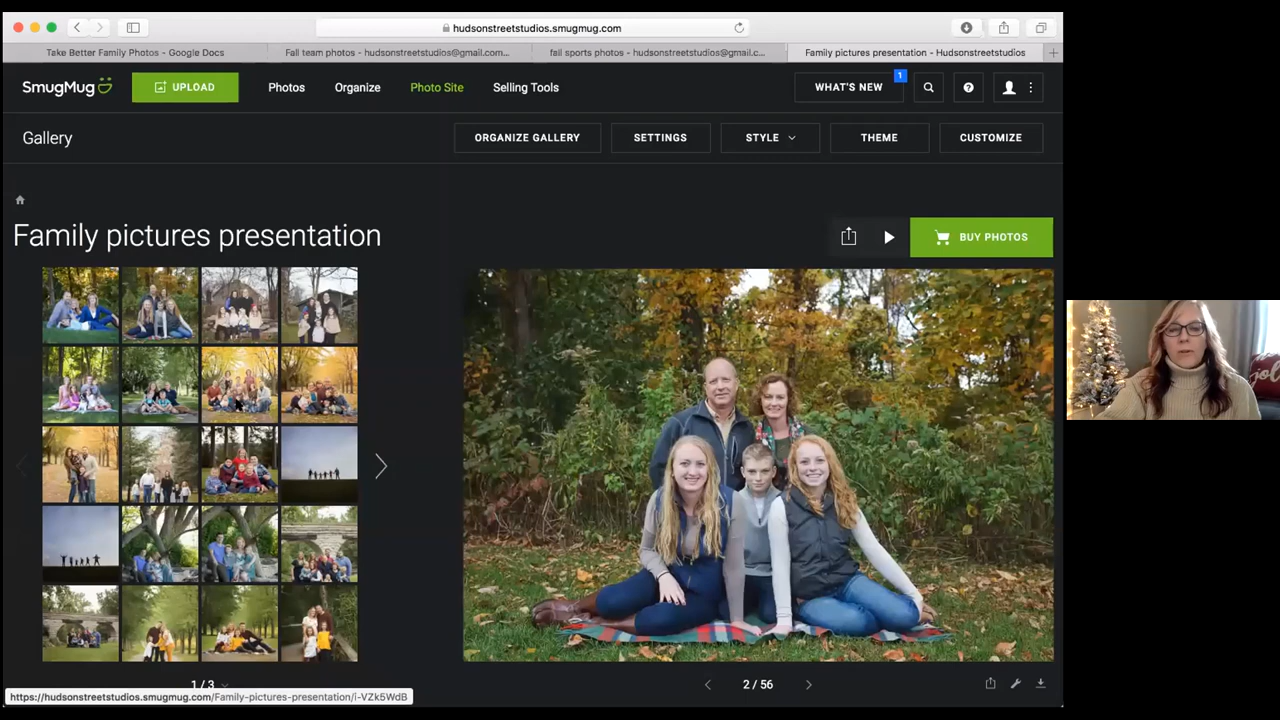 hudsonstreetstudios.smugmug.com
Take Better Family Photos - Google Docs
Fall team photos - hudsonstreetstudios@gmail.com...
fall sports photos - hudsonstreetstudios@gmail.c...
Family pictures presentation - Hudsonstreetstudios
SmugMug
UPLOAD
Photos
Organize
Photo Site
Selling Tools
WHAT'S NEW
1
Gallery
ORGANIZE GALLERY
SETTINGS
STYLE
THEME
CUSTOMIZE
Family pictures presentation
BUY PHOTOS
1 / 3
2 / 56
https://hudsonstreetstudios.smugmug.com/Family-pictures-presentation/i-VZk5WdB